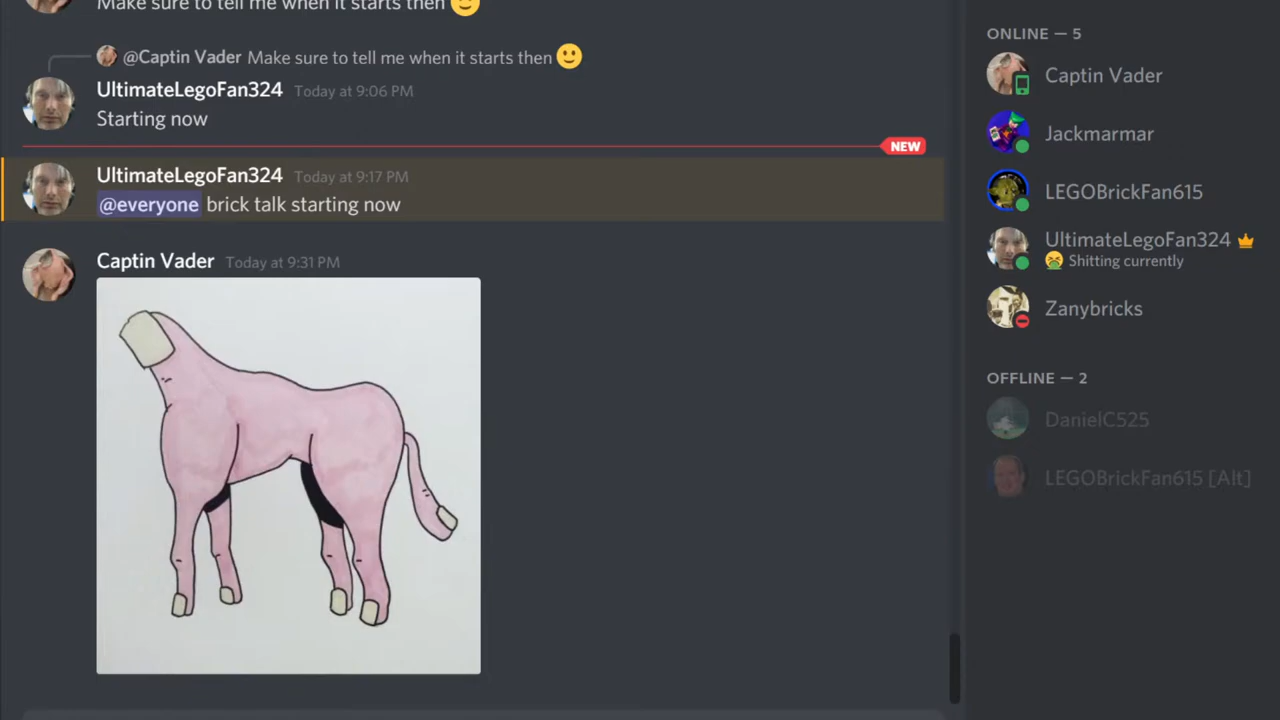 Make sure to tell me when it starts then
@Captin Vader Make sure to tell me when it starts then
UltimateLegoFan324 Today at 9:06 PM
Starting now
NEW
UltimateLegoFan324 Today at 9:17 PM
@everyone brick talk starting now
Captin Vader Today at 9:31 PM
ONLINE — 5
Captin Vader
Jackmarmar
LEGOBrickFan615
UltimateLegoFan324
Shitting currently
Zanybricks
OFFLINE — 2
DanielC525
LEGOBrickFan615 [Alt]